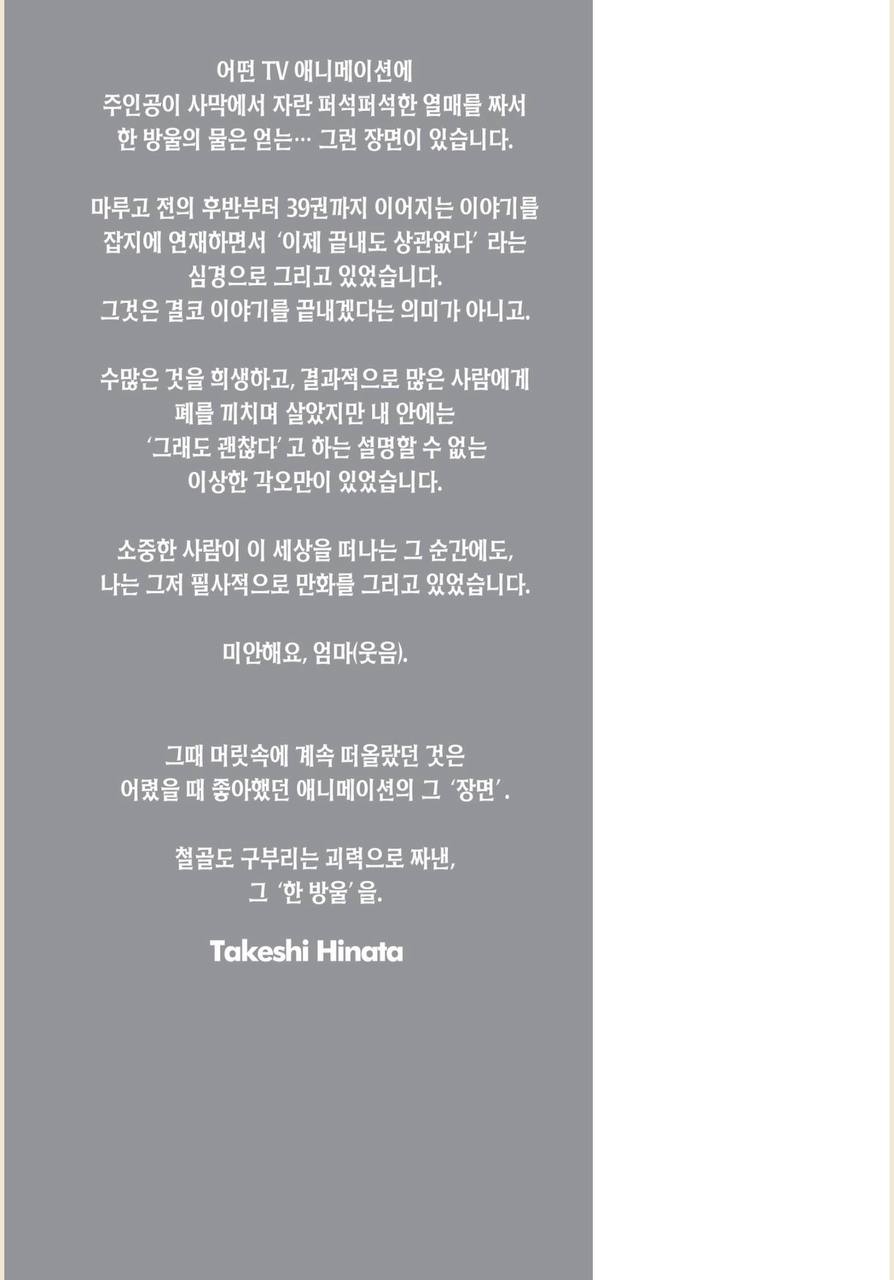 어떤 TV 애니메이션에
주인공이 사막에서 자란 퍼석퍼석한 열매를 짜서
한 방울의 물은 얻는… 그런 장면이 있습니다.
마루고 전의 후반부터 39권까지 이어지는 이야기를
잡지에 연재하면서 ‘이제 끝내도 상관없다’ 라는
심경으로 그리고 있었습니다.
그것은 결코 이야기를 끝내겠다는 의미가 아니고.
수많은 것을 희생하고, 결과적으로 많은 사람에게
폐를 끼치며 살았지만 내 안에는
‘그래도 괜찮다’ 고 하는 설명할 수 없는
이상한 각오만이 있었습니다.
소중한 사람이 이 세상을 떠나는 그 순간에도,
나는 그저 필사적으로 만화를 그리고 있었습니다.
미안해요, 엄마(웃음).
그때 머릿속에 계속 떠올랐던 것은
어렸을 때 좋아했던 애니메이션의 그 ‘장면’.
철골도 구부리는 괴력으로 짜낸,
그 ‘한 방울’ 을.
Takeshi Hinata